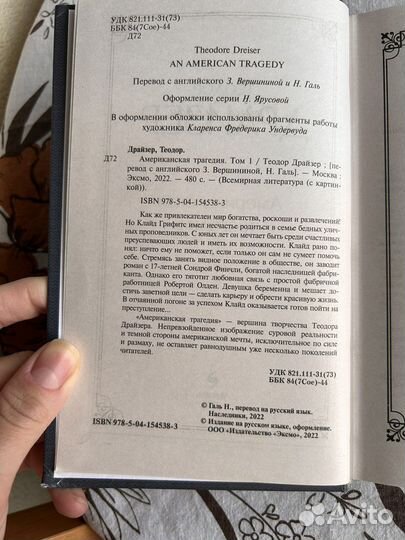 УДК 821.111-31(73)
ББК 84(7Сое)-44
Д72
Theodore Dreiser
AN AMERICAN TRAGEDY
Перевод с английского З. Вершининой и Н. Галь
Оформление серии Н. Ярусовой
В оформлении обложки использованы фрагменты работы
художника Кларенса Фредерика Ундервуда
Драйзер, Теодор.
Д72 Американская трагедия. Том 1 / Теодор Драйзер ; [пе-
ревод с английского З. Вершининой, Н. Галь]. — Москва :
Эксмо, 2022. — 480 с. — (Всемирная литература (с картин-
кой)).
ISBN 978-5-04-154538-3
Как же привлекателен мир богатства, роскоши и развлечений!
Но Клайд Грифитс имел несчастье родиться в семье бедных улич-
ных проповедников. С юных лет он мечтает быть среди счастливых
преуспевающих людей и иметь их возможности. Клайд рано по-
нял: ничто ему не поможет, если только он сам не сумеет помочь
себе. Стремясь занять видное положение в обществе, он заводит
роман с 17-летней Сондрой Финчли, богатой наследницей фабри-
канта. Однако его тяготит любовная связь с простой фабричной
работницей Робертой Олден. Девушка беременна и мешает до-
стичь заветной цели — сделать карьеру и обрести красивую жизнь.
В отчаянной погоне за успехом Клайд оказывается готов пойти на
преступление...
«Американская трагедия» — вершина творчества Теодора
Драйзера. Непревзойденное изображение суровой реальности
и темной стороны американской мечты, исключительное по силе
и размаху, не оставляет равнодушным уже несколько поколений
читателей.
УДК 821.111-31(73)
ББК 84(7Сое)-44
© Галь Н., перевод на русский язык.
Наследники, 2022
© Издание на русском языке, оформление.
ООО «Издательство «Эксмо», 2022
ISBN 978-5-04-154538-3
Avito